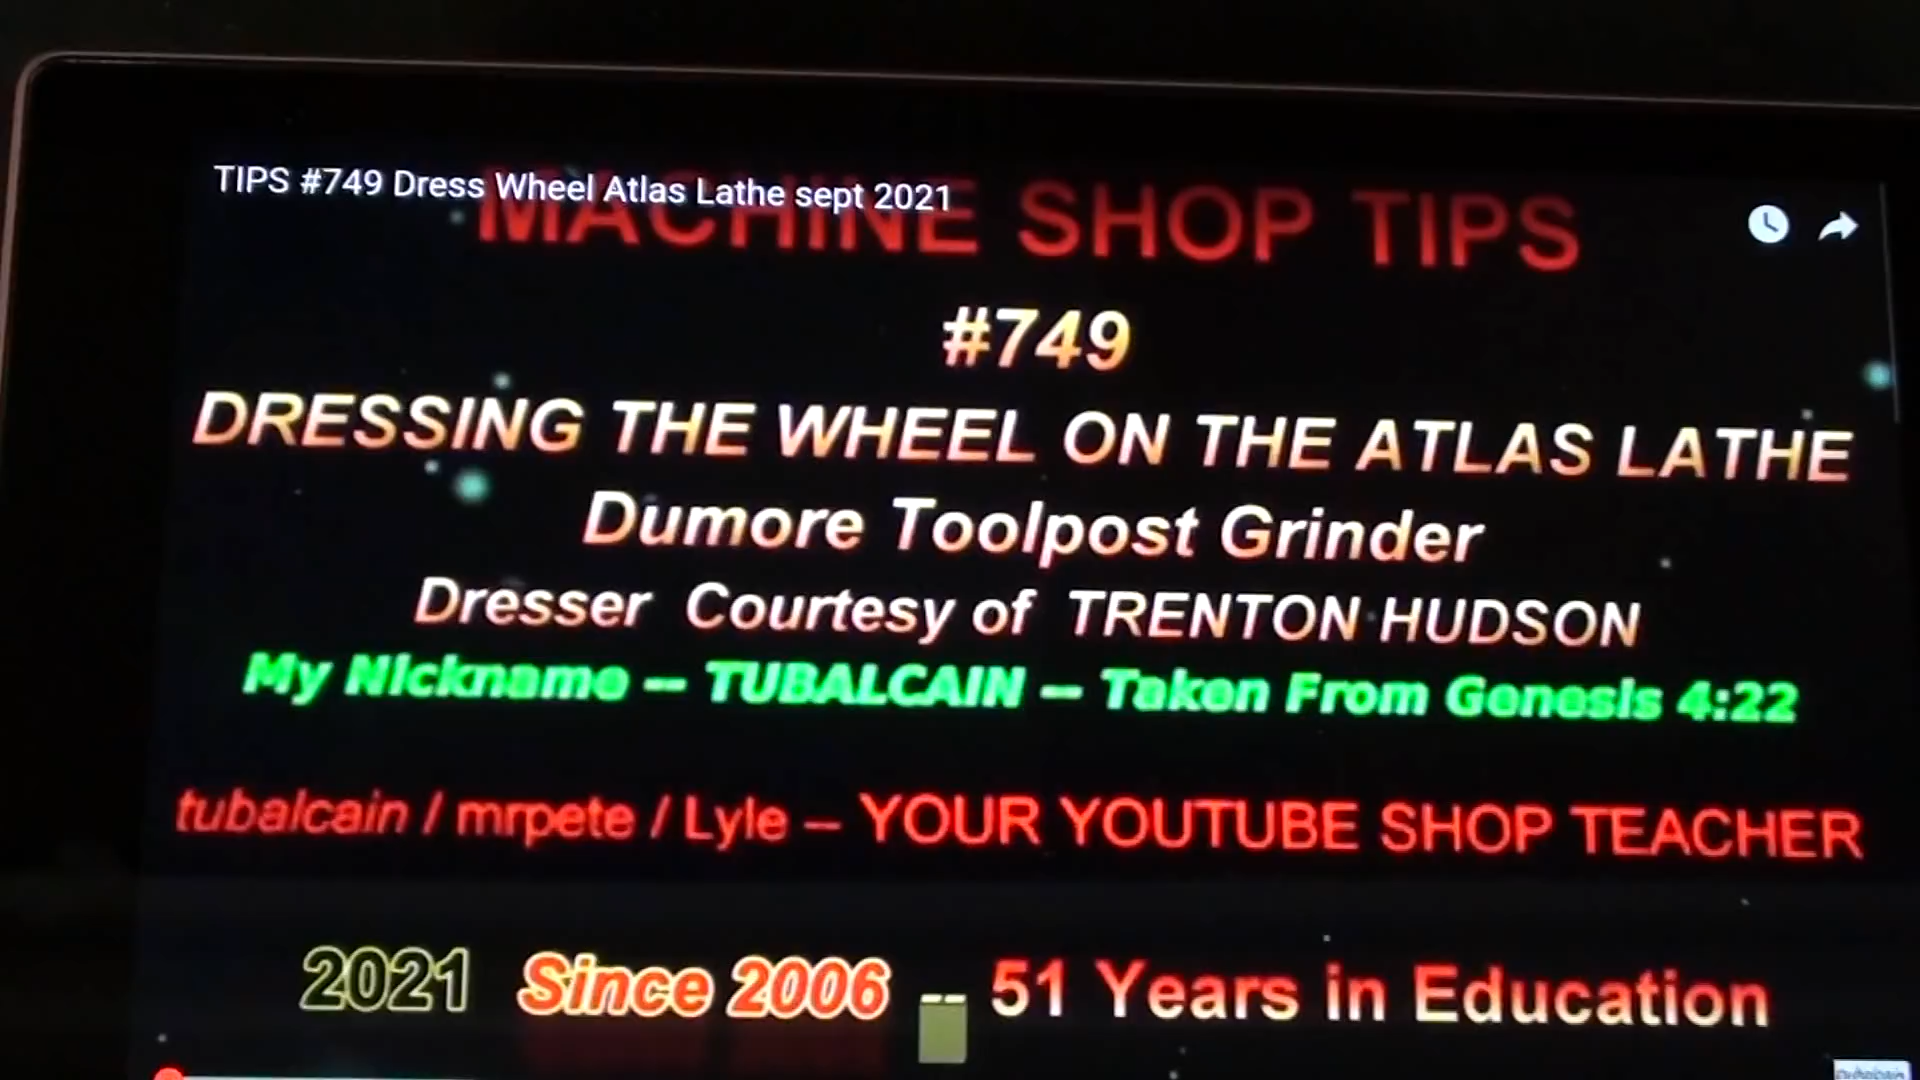 TIPS #749 Dress Wheel Atlas Lathe sept 2021
MACHINE SHOP TIPS
#749
DRESSING THE WHEEL ON THE ATLAS LATHE
Dumore Toolpost Grinder
Dresser Courtesy of TRENTON HUDSON
My Nickname -- TUBALCAIN -- Taken From Genesis 4:22
tubalcain / mrpete / Lyle -- YOUR YOUTUBE SHOP TEACHER
2021 Since 2006 -- 51 Years in Education